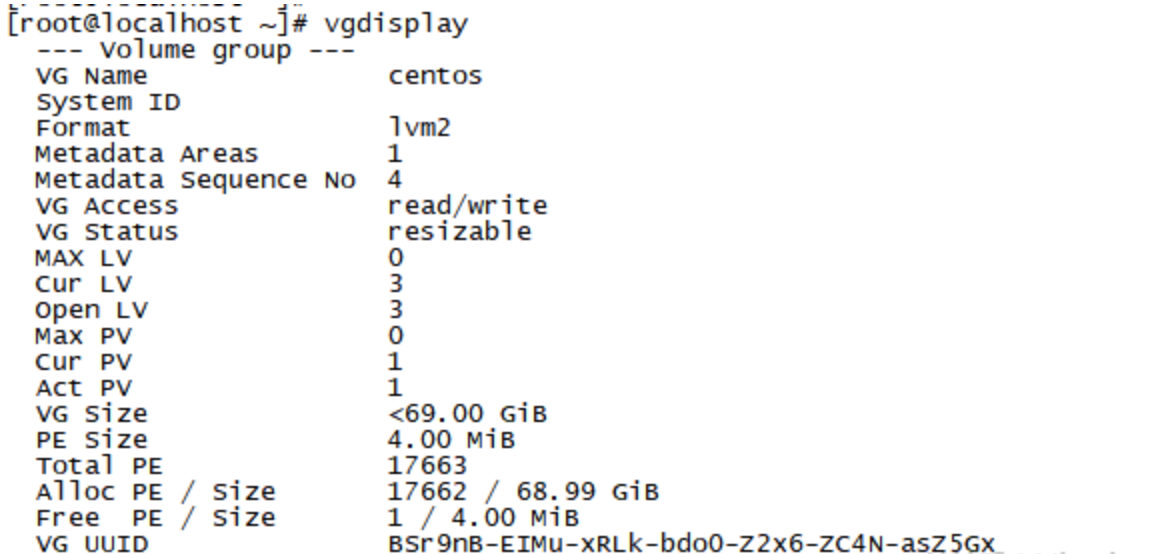 [root@localhost ~]# vgdisplay
--- Volume group ---
VG Name centos
System ID
Format lvm2
Metadata Areas 1
Metadata Sequence No 4
VG Access read/write
VG Status resizable
MAX LV 0
Cur LV 3
Open LV 3
Max PV 0
Cur PV 1
Act PV 1
VG Size <69.00 GiB
PE Size 4.00 MiB
Total PE 17663
Alloc PE / Size 17662 / 68.99 GiB
Free PE / Size 1 / 4.00 MiB
VG UUID BSr9nB-EIMu-xRLk-bdo0-Z2x6-ZC4N-asZ5Gx